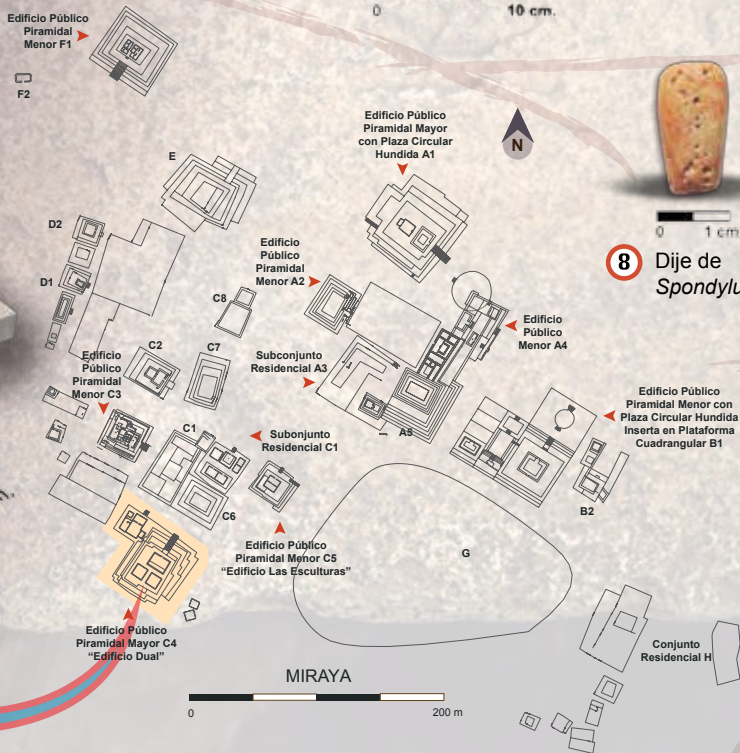 0
10 cm.
Edificio Público
Piramidal
Menor F1
F2
Edificio Público
Piramidal Mayor
con Plaza Circular
Hundida A1
N
E
0
1 cm
8
Dije de
Spondylu
D2
D1
Edificio
Público
Piramidal
Menor A2
C8
Edificio
Público
Menor A4
Edificio
Público
Piramidal
Menor C3
C2
C7
Subconjunto
Residencial A3
A5
Edificio Público
Piramidal Menor con
Plaza Circular Hundida
Inserta en Plataforma
Cuadrangular B1
C1
Subonjunto
Residencial C1
C6
B2
Edificio Público
Piramidal Menor C5
“Edificio Las Esculturas”
G
Edificio Público
Piramidal Mayor C4
“Edificio Dual”
Conjunto
Residencial H
MIRAYA
0
200 m